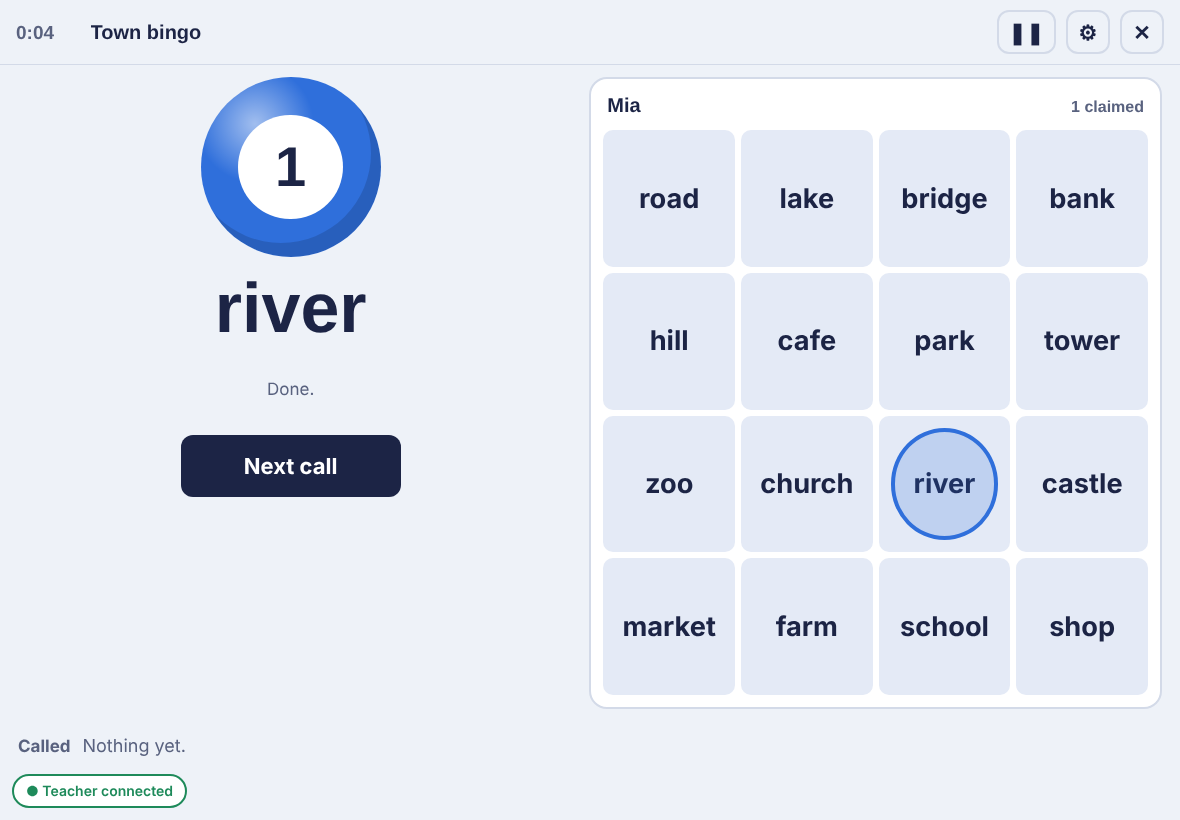 0:04 Town bingo
1
river
Done.
Next call
Mia 1 claimed
road lake bridge bank
hill cafe park tower
zoo church river castle
market farm school shop
Called Nothing yet.
Teacher connected